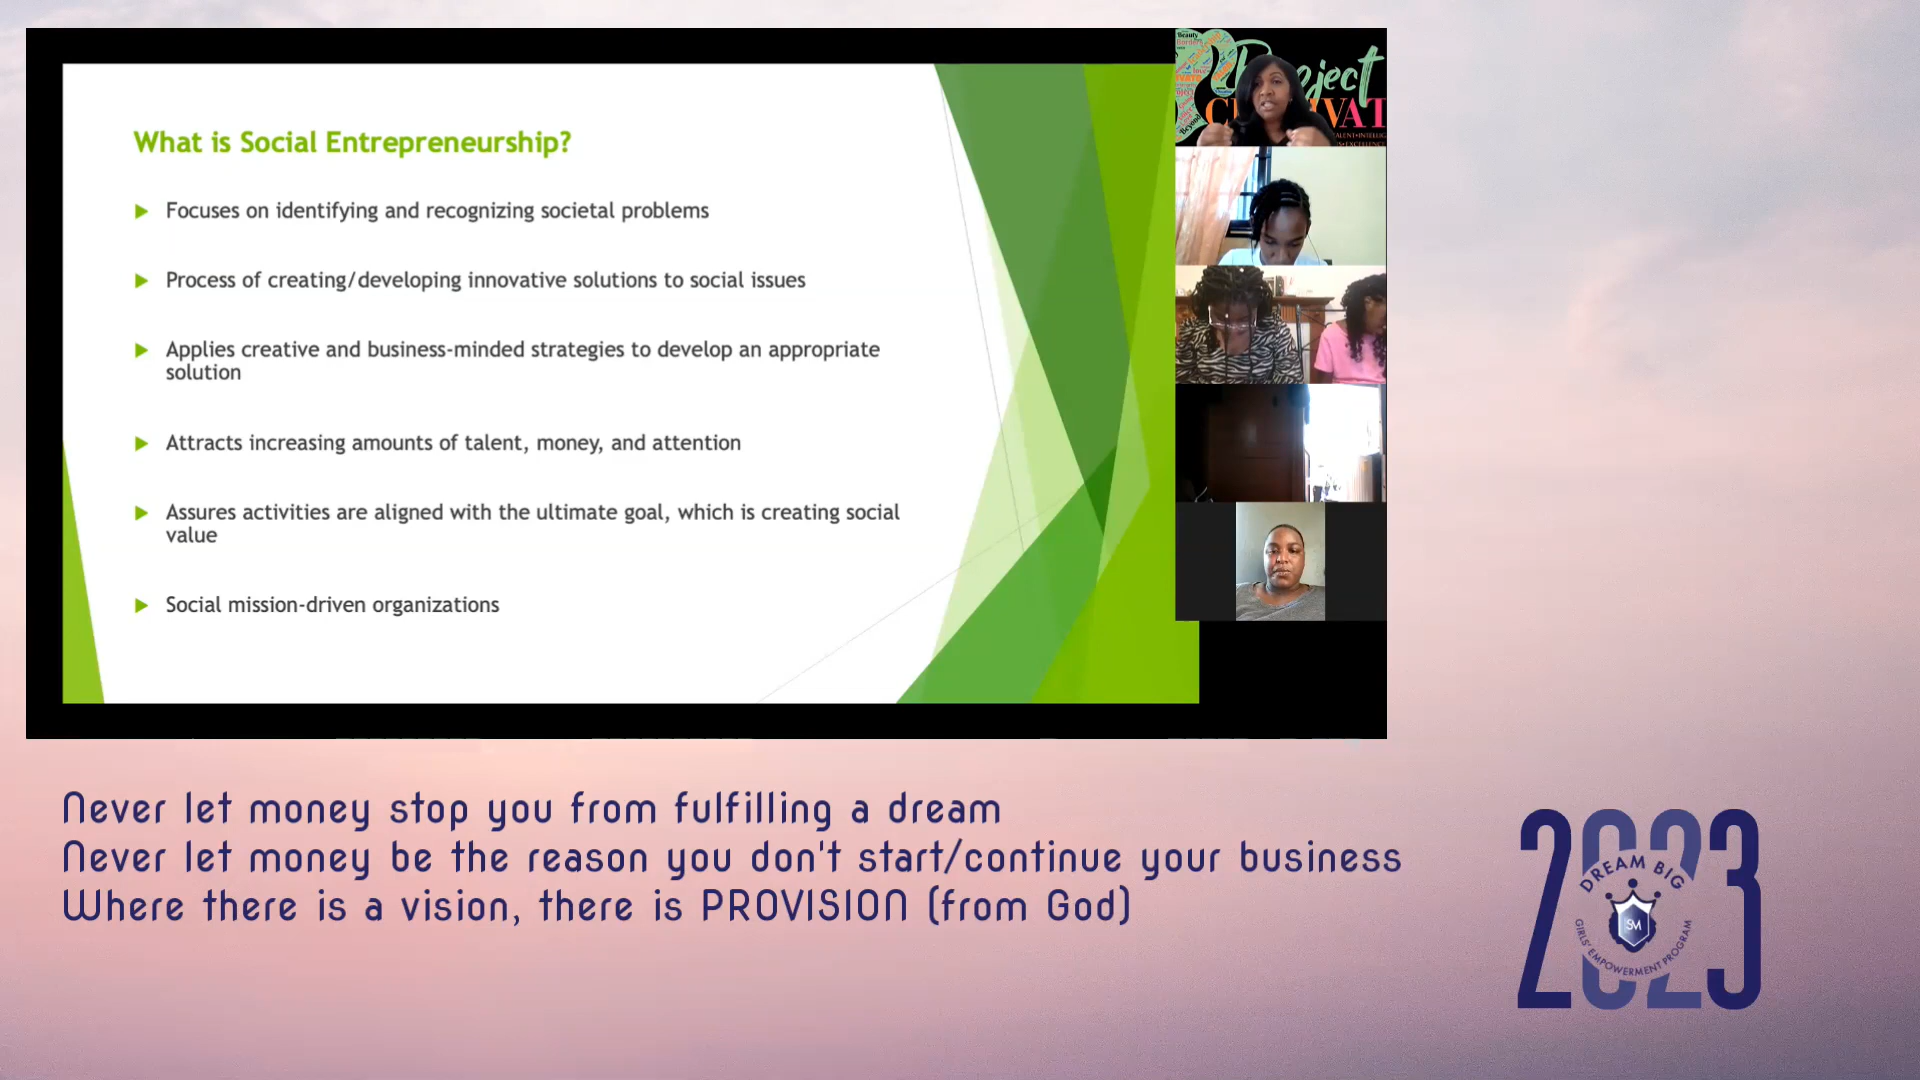 What is Social Entrepreneurship?
Focuses on identifying and recognizing societal problems
Process of creating/developing innovative solutions to social issues
Applies creative and business-minded strategies to develop an appropriate
solution
Attracts increasing amounts of talent, money, and attention
Assures activities are aligned with the ultimate goal, which is creating social
value
Social mission-driven organizations
Beauty
Borders
Beyond
Never let money stop you from fulfilling a dream
Never let money be the reason you don't start/continue your business
Where there is a vision, there is PROVISION (from God)
2023
DREAM BIG
SM
GIRLS' EMPOWERMENT PROGRAM